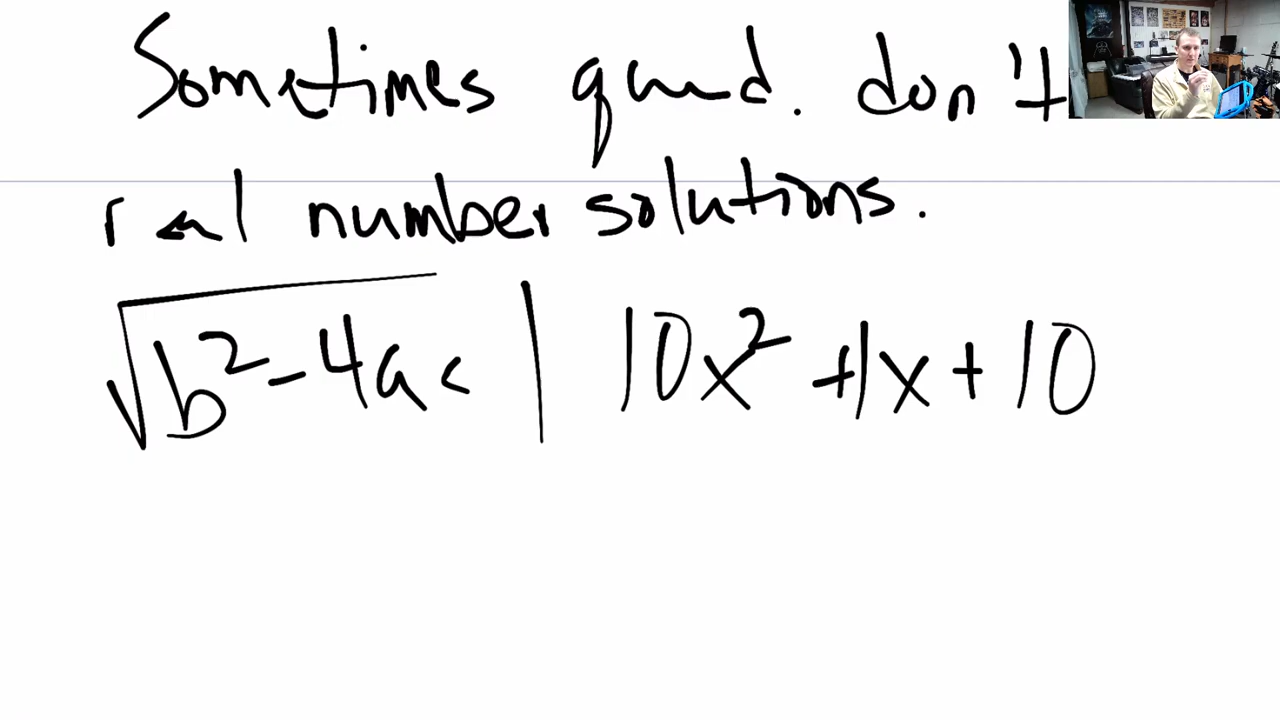 Sometimes quad. don't
real number solutions.
√b²-4ac | 10x² +1x+10